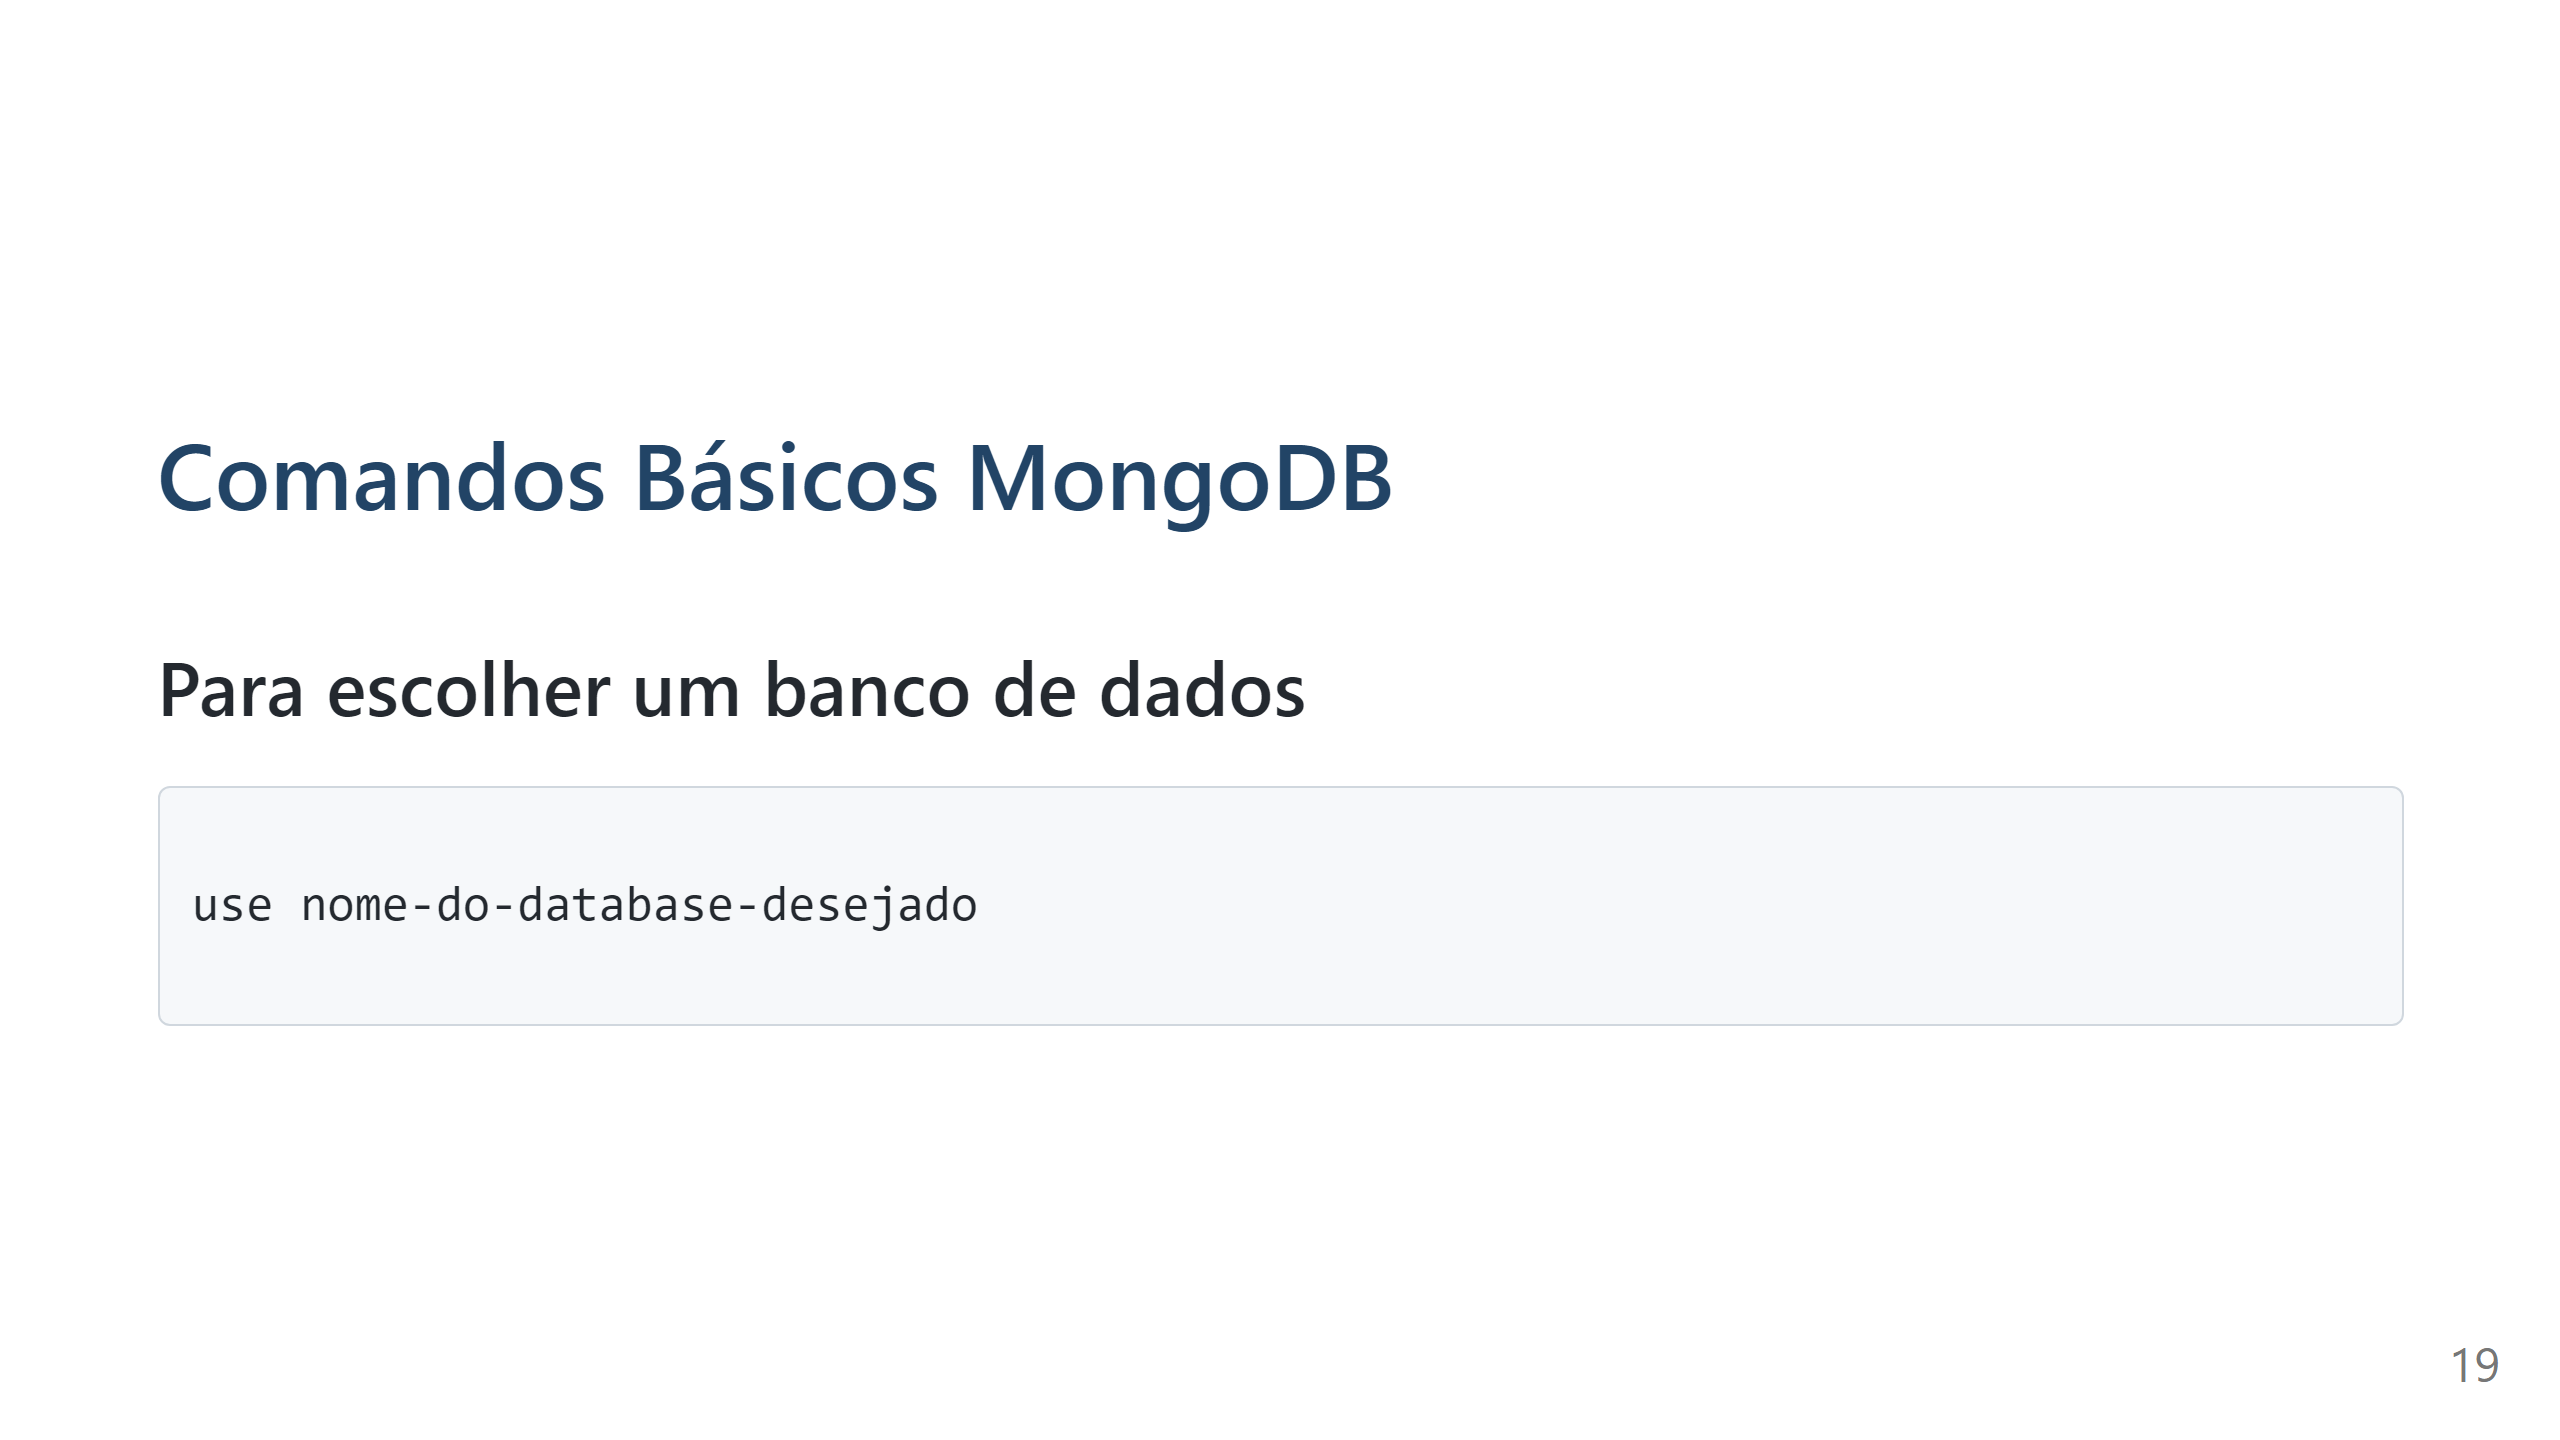 Comandos Básicos MongoDB
Para escolher um banco de dados
use nome-do-database-desejado
19